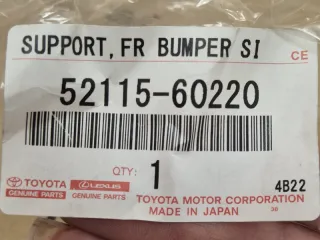 SUPPORT, FR BUMPER SI
CE
52115-60220
QTY: 1
4B22
TOYOTA LEXUS TOYOTA MOTOR CORPORATION
GENUINE PARTS GENUINE PARTS MADE IN JAPAN 30